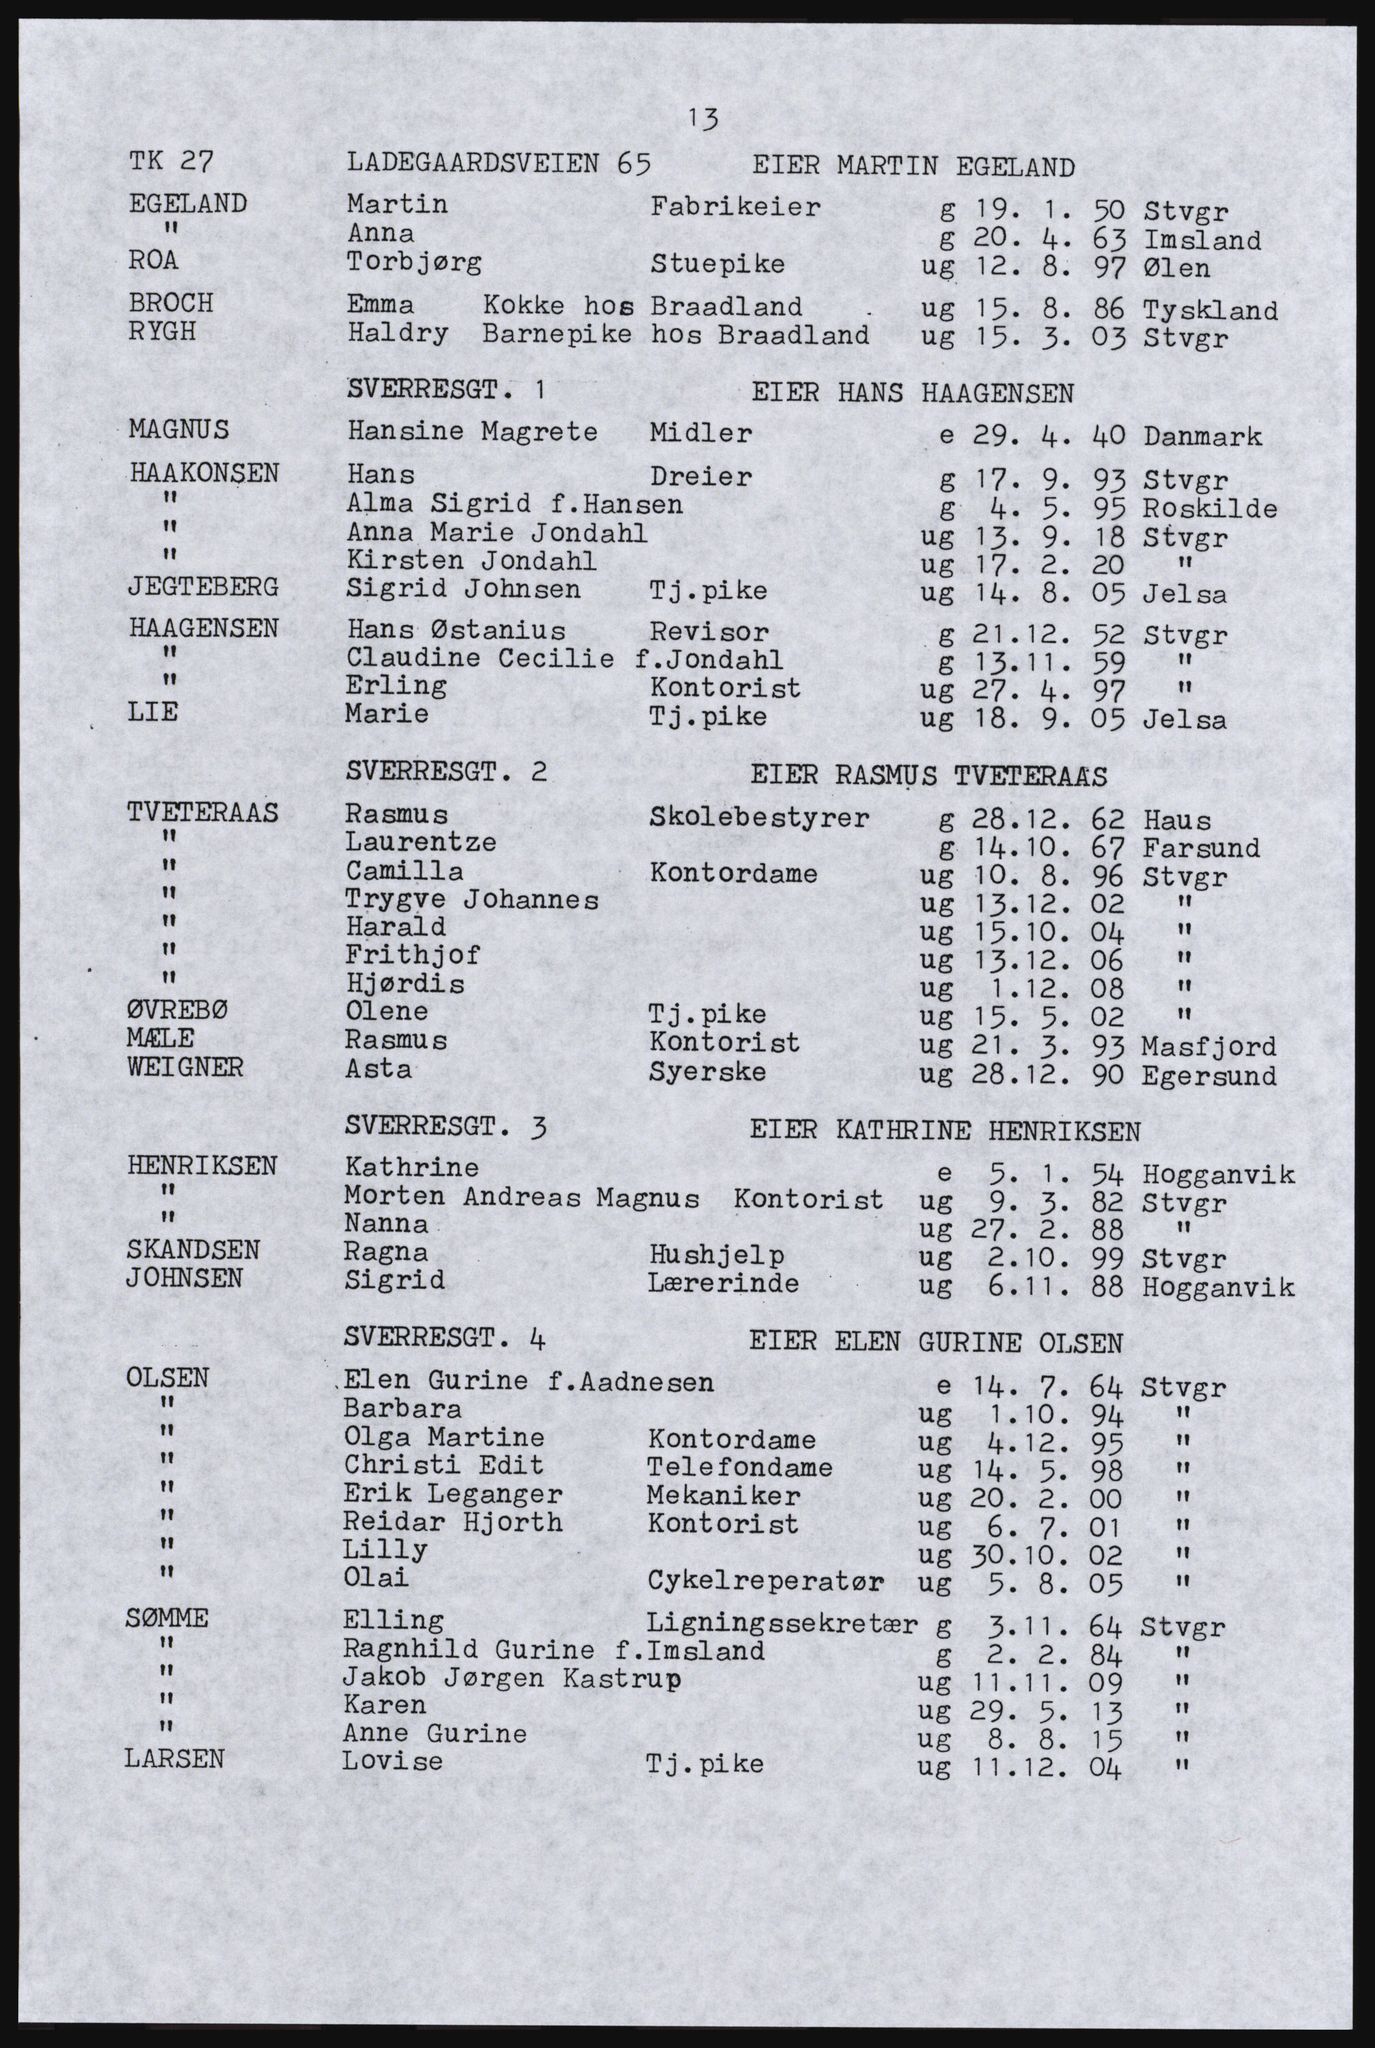 13
TK 27 LADEGAARDSVEIEN 65 EIER MARTIN EGELAND
EGELAND Martin Fabrikeier g 19. 1. 50 Stvgr
" Anna g 20. 4. 63 Imsland
ROA Torbjørg Stuepike ug 12. 8. 97 Ølen
BROCH Emma Kokke hos Braadland ug 15. 8. 86 Tyskland
RYGH Haldry Barnepike hos Braadland ug 15. 3. 03 Stvgr
SVERRESGT. 1 EIER HANS HAAGENSEN
MAGNUS Hansine Magrete Midler e 29. 4. 40 Danmark
HAAKONSEN Hans Dreier g 17. 9. 93 Stvgr
" Alma Sigrid f.Hansen g 4. 5. 95 Roskilde
" Anna Marie Jondahl ug 13. 9. 18 Stvgr
" Kirsten Jondahl ug 17. 2. 20 "
JEGTEBERG Sigrid Johnsen Tj.pike ug 14. 8. 05 Jelsa
HAAGENSEN Hans Østanius Revisor g 21.12. 52 Stvgr
" Claudine Cecilie f.Jondahl g 13.11. 59 "
" Erling Kontorist ug 27. 4. 97 "
LIE Marie Tj.pike ug 18. 9. 05 Jelsa
SVERRESGT. 2 EIER RASMUS TVETERAAS
TVETERAAS Rasmus Skolebestyrer g 28.12. 62 Haus
" Laurentze g 14.10. 67 Farsund
" Camilla Kontordame ug 10. 8. 96 Stvgr
" Trygve Johannes ug 13.12. 02 "
" Harald ug 15.10. 04 "
" Frithjof ug 13.12. 06 "
" Hjørdis ug 1.12. 08 "
ØVREBØ Olene Tj.pike ug 15. 5. 02 "
MÆLE Rasmus Kontorist ug 21. 3. 93 Masfjord
WEIGNER Asta Syerske ug 28.12. 90 Egersund
SVERRESGT. 3 EIER KATHRINE HENRIKSEN
HENRIKSEN Kathrine e 5. 1. 54 Hogganvik
" Morten Andreas Magnus Kontorist ug 9. 3. 82 Stvgr
" Nanna ug 27. 2. 88 "
SKANDSEN Ragna Hushjelp ug 2.10. 99 Stvgr
JOHNSEN Sigrid Lærerinde ug 6.11. 88 Hogganvik
SVERRESGT. 4 EIER ELEN GURINE OLSEN
OLSEN Elen Gurine f.Aadnesen e 14. 7. 64 Stvgr
" Barbara ug 1.10. 94 "
" Olga Martine Kontordame ug 4.12. 95 "
" Christi Edit Telefondame ug 14. 5. 98 "
" Erik Leganger Mekaniker ug 20. 2. 00 "
" Reidar Hjorth Kontorist ug 6. 7. 01 "
" Lilly ug 30.10. 02 "
" Olai Cykelreperatør ug 5. 8. 05 "
SØMME Elling Ligningssekretær g 3.11. 64 Stvgr
" Ragnhild Gurine f.Imsland g 2. 2. 84 "
" Jakob Jørgen Kastrup ug 11.11. 09 "
" Karen ug 29. 5. 13 "
" Anne Gurine ug 8. 8. 15 "
LARSEN Lovise Tj.pike ug 11.12. 04 "